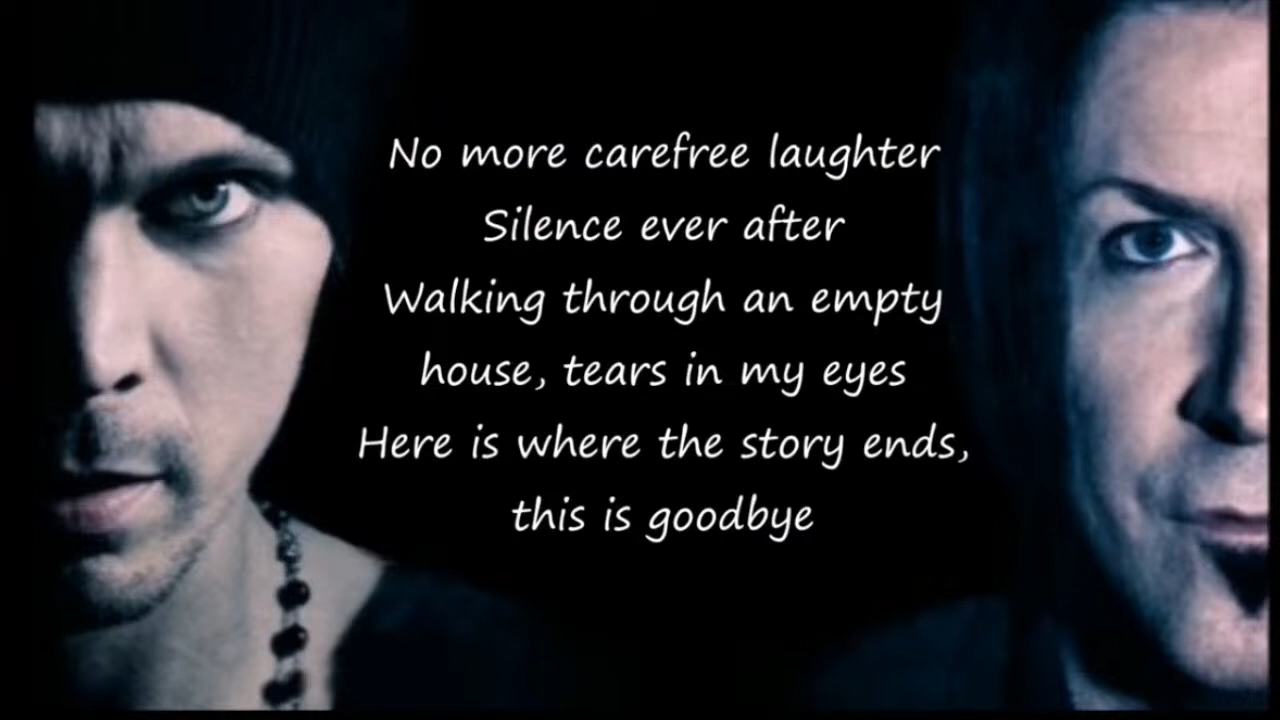 No more carefree laughter
Silence ever after
Walking through an empty
house, tears in my eyes
Here is where the story ends,
this is goodbye